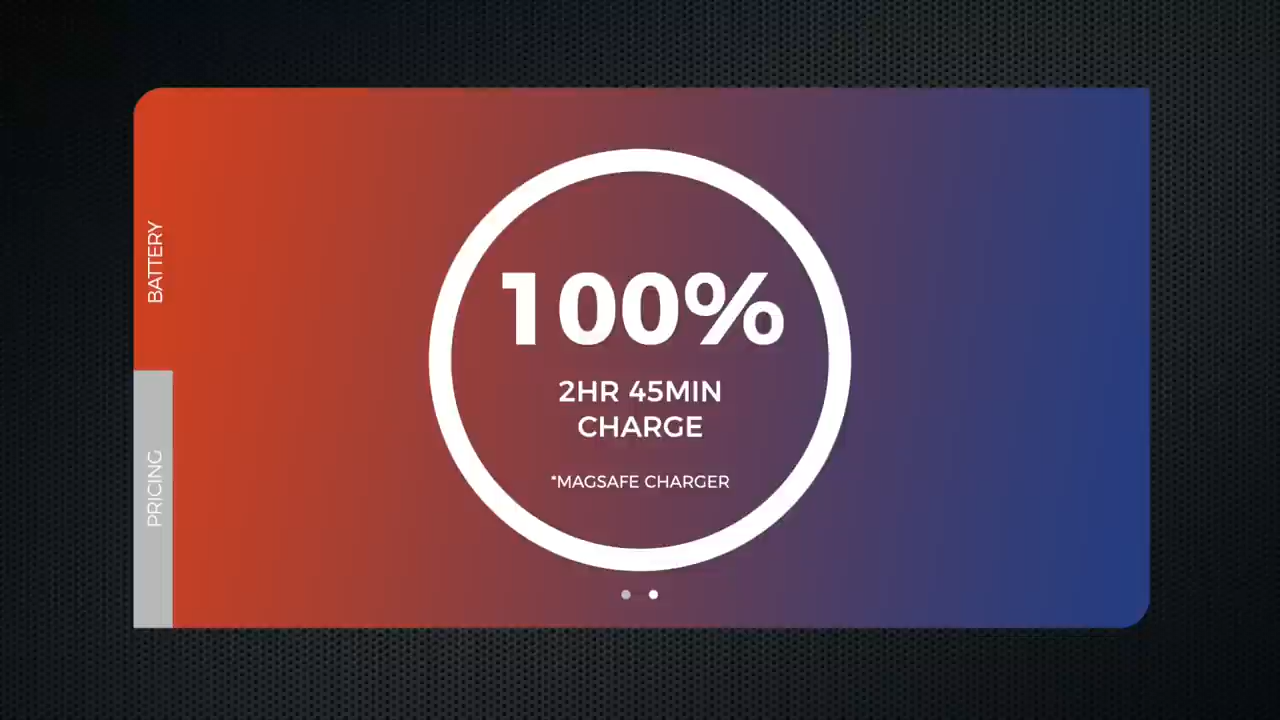 BATTERY
PRICING
100%
2HR 45MIN
CHARGE
*MAGSAFE CHARGER